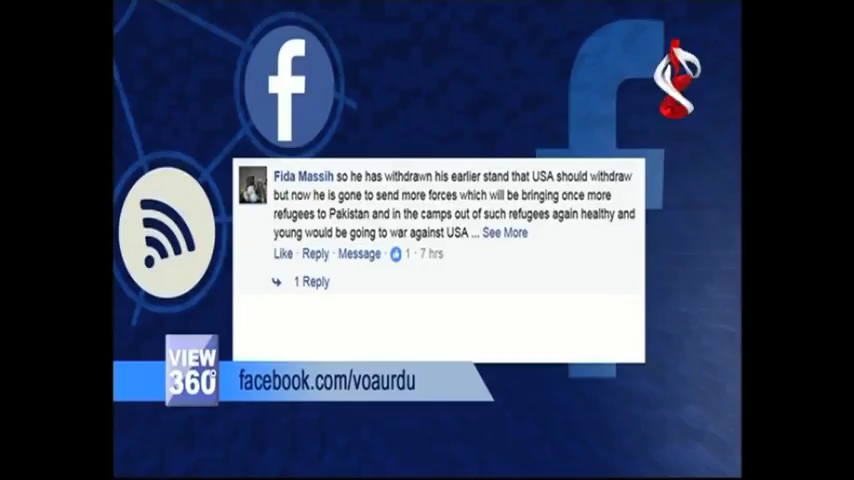 f
Fida Massih so he has withdrawn his earlier stand that USA should withdraw
but now he is gone to send more forces which will be bringing once more
refugees to Pakistan and in the camps out of such refugees again healthy and
young would be going to war against USA ... See More
Like · Reply · Message · 1 · 7 hrs
1 Reply
VIEW
360°
facebook.com/voaurdu